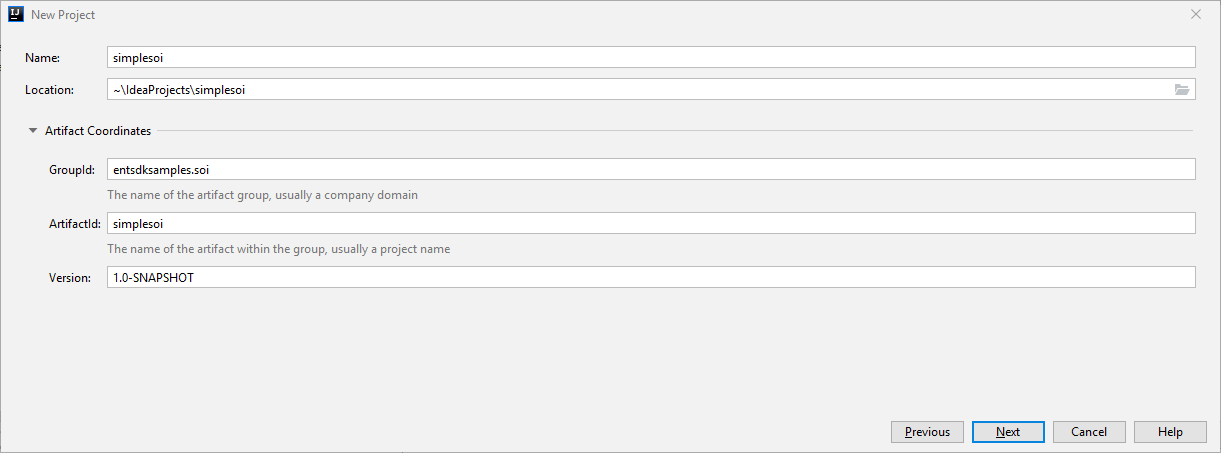 IJ New Project
Name: simplesoi
Location: ~\IdeaProjects\simplesoi
Artifact Coordinates
GroupId: entsdksamples.soi
The name of the artifact group, usually a company domain
ArtifactId: simplesoi
The name of the artifact within the group, usually a project name
Version: 1.0-SNAPSHOT
Previous Next Cancel Help